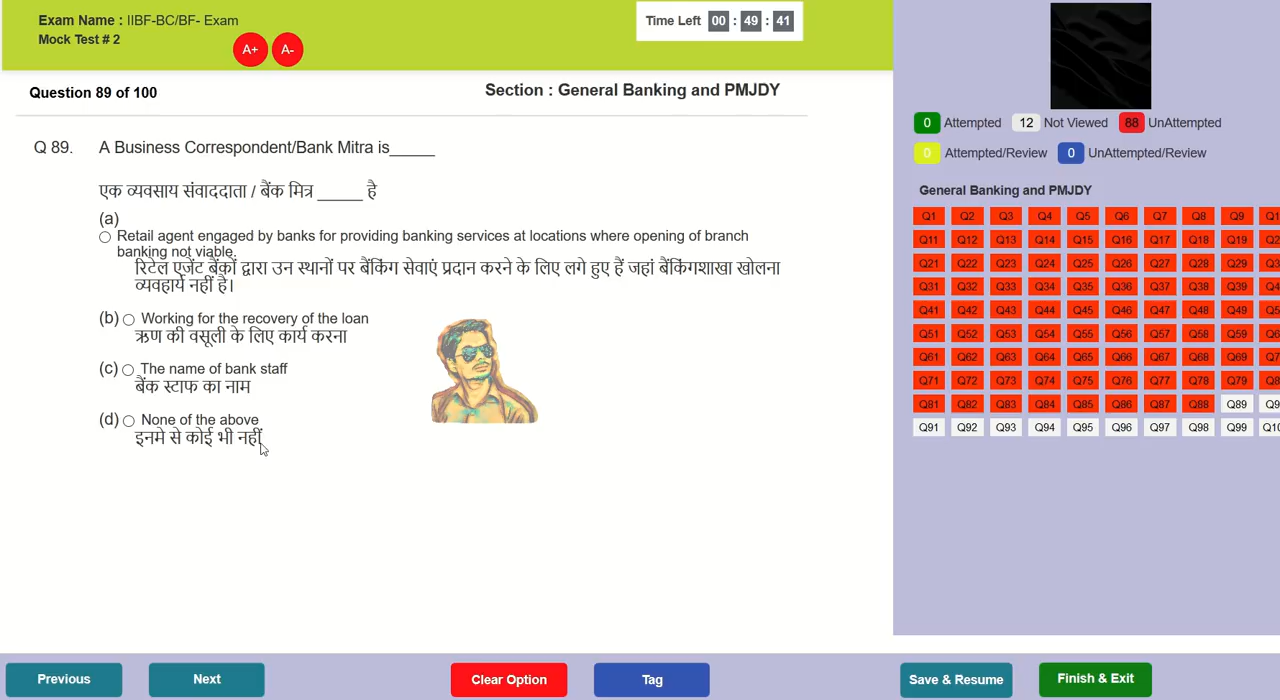 Exam Name : IIBF-BC/BF- Exam
Mock Test # 2
A+ A-
Time Left 00 : 49 : 41
Question 89 of 100
Section : General Banking and PMJDY
Q 89. A Business Correspondent/Bank Mitra is_____
एक व्यवसाय संवाददाता / बैंक मित्र _____ है
(a)
Retail agent engaged by banks for providing banking services at locations where opening of branch
banking not viable.
रिटेल एजेंट बैंकों द्वारा उन स्थानों पर बैंकिंग सेवाएं प्रदान करने के लिए लगे हुए हैं जहां बैंकिंगशाखा खोलना
व्यवहार्य नहीं है।
(b) Working for the recovery of the loan
ऋण की वसूली के लिए कार्य करना
(c) The name of bank staff
बैंक स्टाफ का नाम
(d) None of the above
इनमे से कोई भी नहीं
0 Attempted 12 Not Viewed 88 UnAttempted
0 Attempted/Review 0 UnAttempted/Review
General Banking and PMJDY
Q1 Q2 Q3 Q4 Q5 Q6 Q7 Q8 Q9
Q11 Q12 Q13 Q14 Q15 Q16 Q17 Q18 Q19
Q21 Q22 Q23 Q24 Q25 Q26 Q27 Q28 Q29
Q31 Q32 Q33 Q34 Q35 Q36 Q37 Q38 Q39
Q41 Q42 Q43 Q44 Q45 Q46 Q47 Q48 Q49
Q51 Q52 Q53 Q54 Q55 Q56 Q57 Q58 Q59
Q61 Q62 Q63 Q64 Q65 Q66 Q67 Q68 Q69
Q71 Q72 Q73 Q74 Q75 Q76 Q77 Q78 Q79
Q81 Q82 Q83 Q84 Q85 Q86 Q87 Q88 Q89
Q91 Q92 Q93 Q94 Q95 Q96 Q97 Q98 Q99
Previous Next Clear Option Tag Save & Resume Finish & Exit